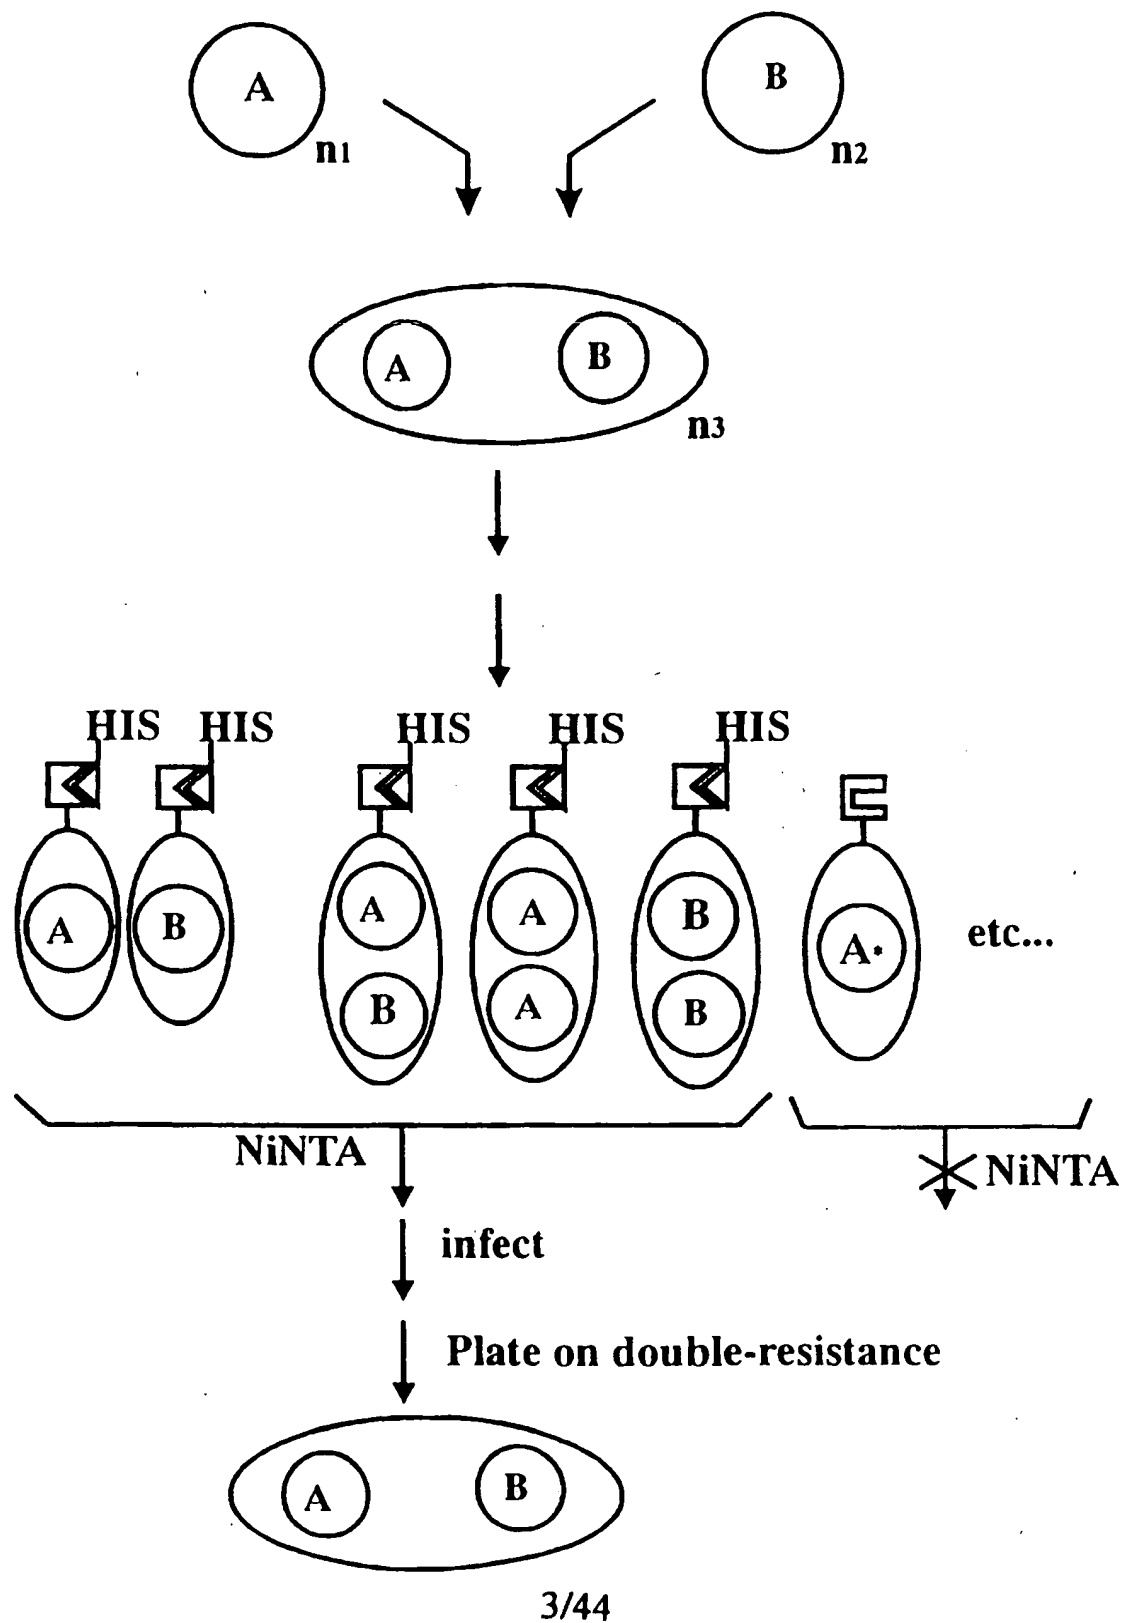 A
n1
B
n2
A
B
n3
HIS HIS HIS HIS HIS
A B A A B A* etc...
B A B
NiNTA
NiNTA
infect
Plate on double-resistance
A
B
3/44